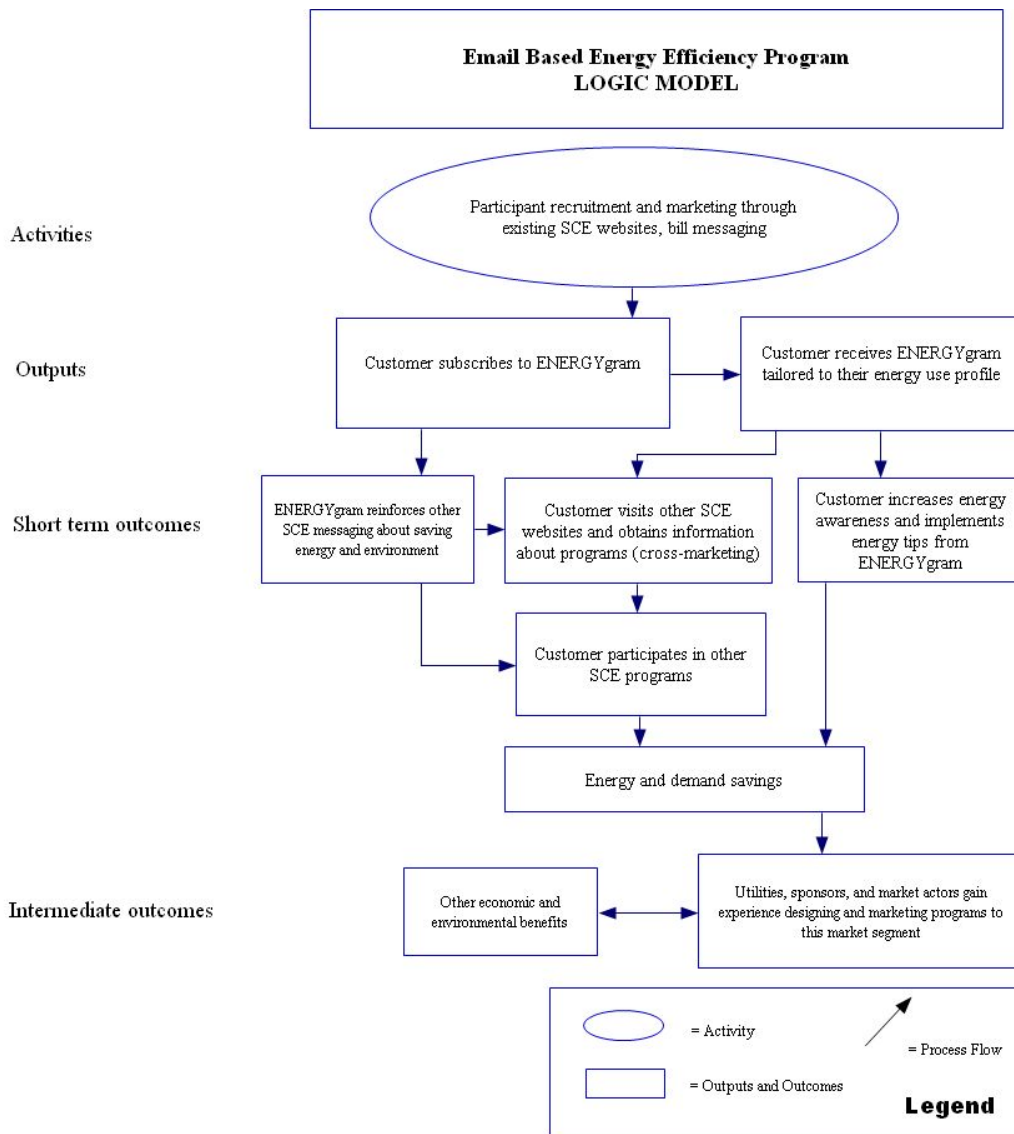 Email Based Energy Efficiency Program
LOGIC MODEL
Activities
Participant recruitment and marketing through
existing SCE websites, bill messaging
Outputs
Customer subscribes to ENERGYgram
Customer receives ENERGYgram
tailored to their energy use profile
Short term outcomes
ENERGYgram reinforces other
SCE messaging about saving
energy and environment
Customer visits other SCE
websites and obtains information
about programs (cross-marketing)
Customer increases energy
awareness and implements
energy tips from
ENERGYgram
Customer participates in other
SCE programs
Energy and demand savings
Intermediate outcomes
Other economic and
environmental benefits
Utilities, sponsors, and market actors gain
experience designing and marketing programs to
this market segment
= Activity
= Process Flow
= Outputs and Outcomes
Legend